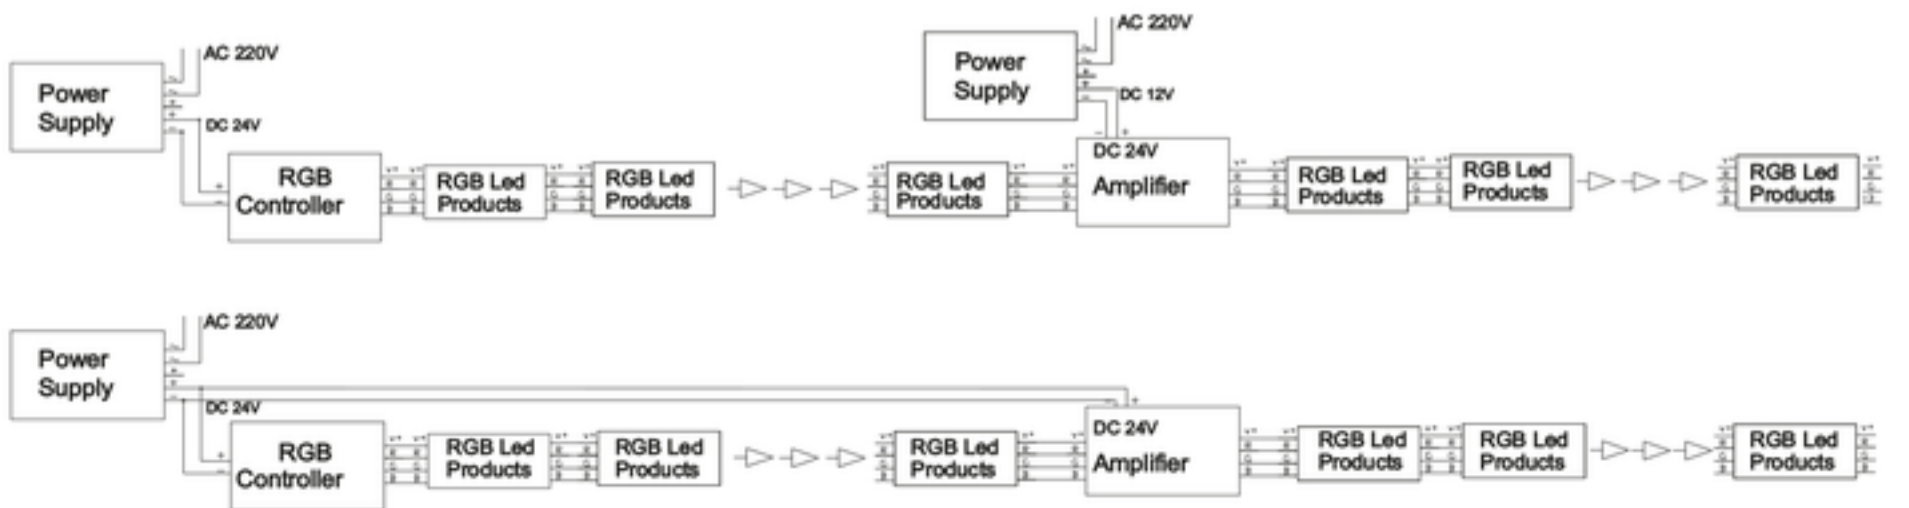 AC 220V
Power
Supply
DC 24V
RGB
Controller
RGB Led
Products
RGB Led
Products
RGB Led
Products
AC 220V
Power
Supply
DC 12V
DC 24V
Amplifier
RGB Led
Products
RGB Led
Products
RGB Led
Products
AC 220V
Power
Supply
DC 24V
RGB
Controller
RGB Led
Products
RGB Led
Products
RGB Led
Products
DC 24V
Amplifier
RGB Led
Products
RGB Led
Products
RGB Led
Products